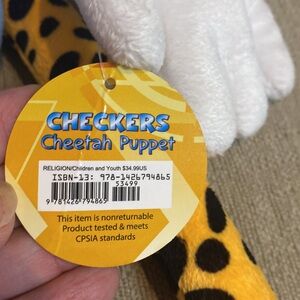 CHECKERS
Cheetah Puppet
RELIGION/Children and Youth $34.99US
ISBN-13: 978-1426794865
53499
9 781426 794865
This item is nonreturnable
Product tested & meets
CPSIA standards